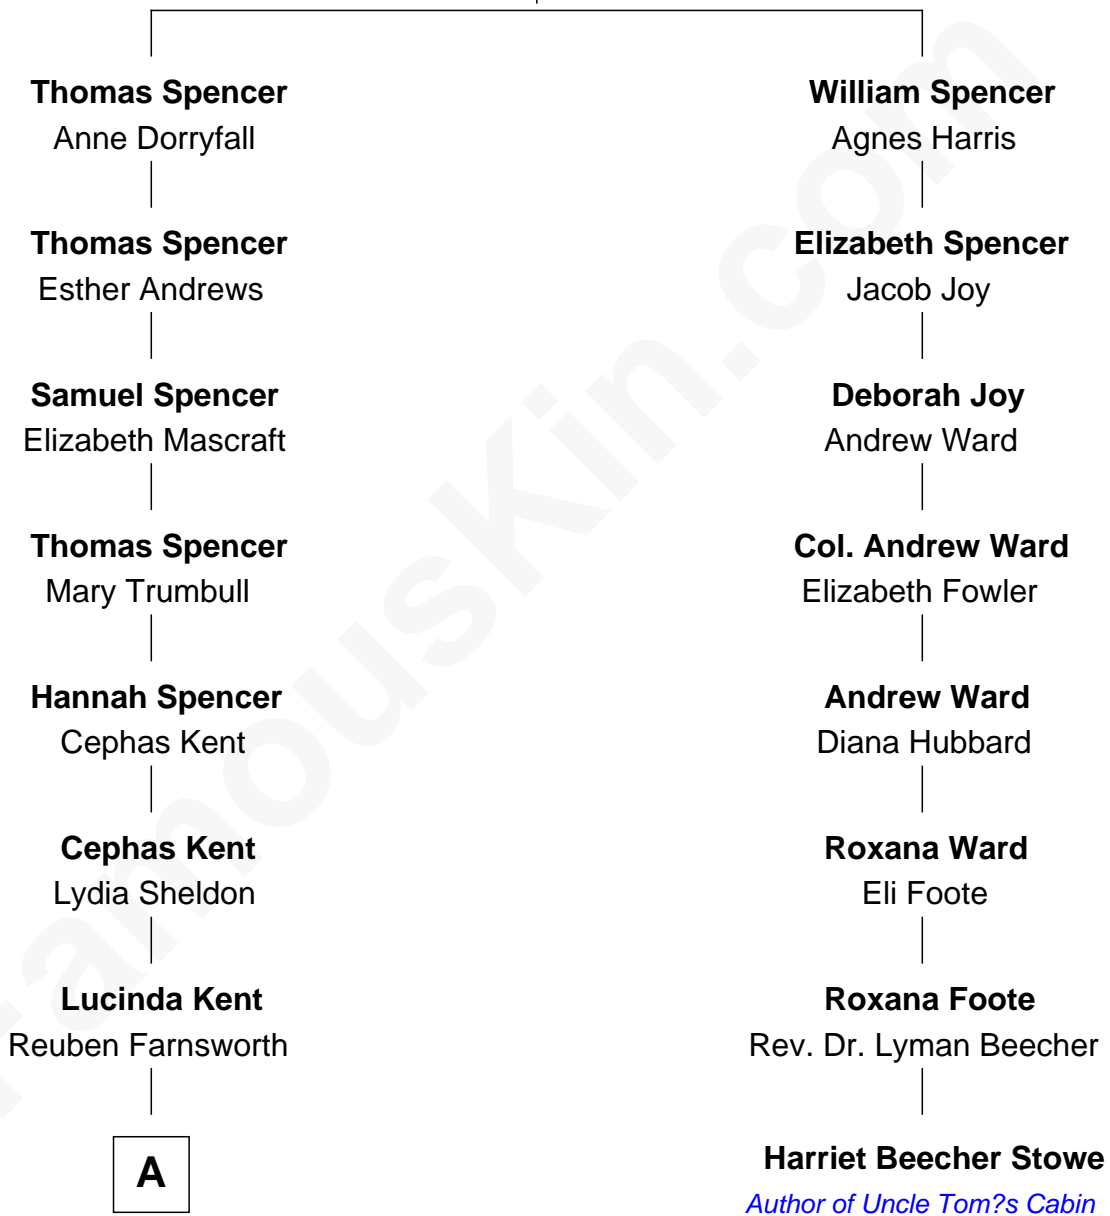 Thomas Spencer
Anne Dorryfall
Thomas Spencer
Esther Andrews
Samuel Spencer
Elizabeth Mascraft
Thomas Spencer
Mary Trumbull
Hannah Spencer
Cephas Kent
Cephas Kent
Lydia Sheldon
Lucinda Kent
Reuben Farnsworth
A
William Spencer
Agnes Harris
Elizabeth Spencer
Jacob Joy
Deborah Joy
Andrew Ward
Col. Andrew Ward
Elizabeth Fowler
Andrew Ward
Diana Hubbard
Roxana Ward
Eli Foote
Roxana Foote
Rev. Dr. Lyman Beecher
Harriet Beecher Stowe
Author of Uncle Tom?s Cabin
FamousKin.com